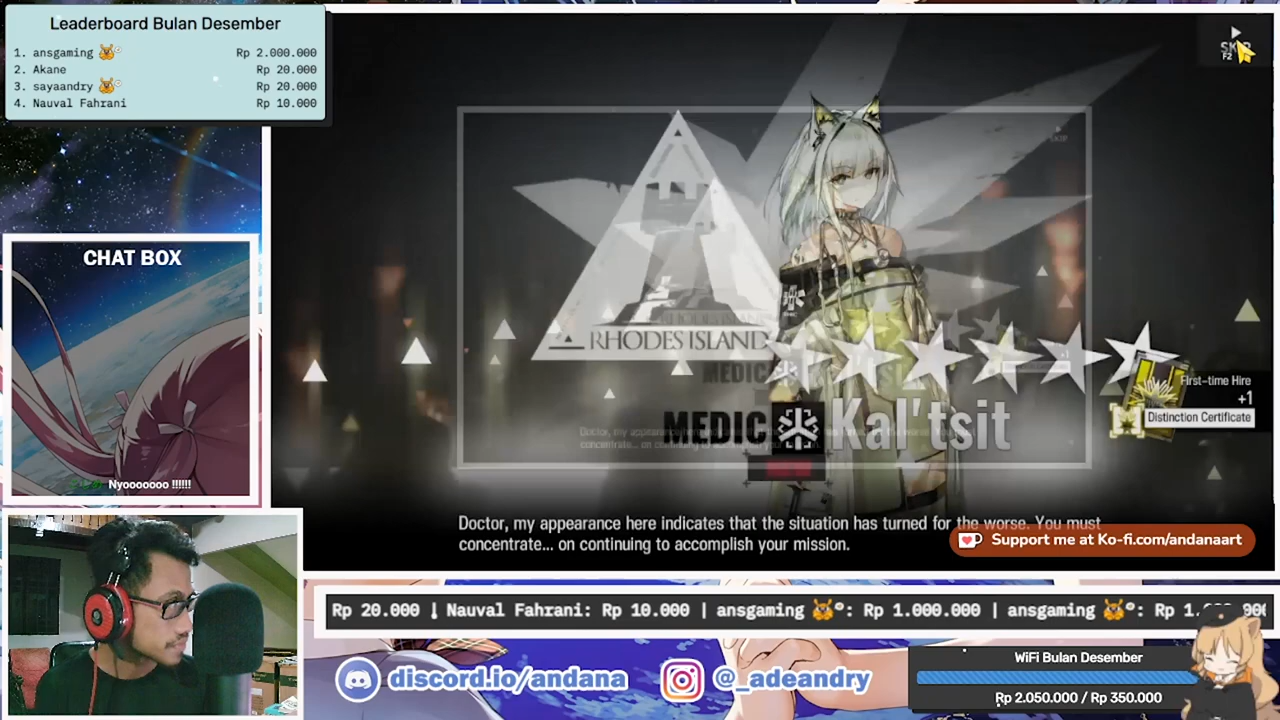 Leaderboard Bulan Desember
1. ansgaming Rp 2.000.000
2. Akane Rp 20.000
3. sayaandry Rp 20.000
4. Nauval Fahrani Rp 10.000
SKIP
F2
CHAT BOX
Nyooooooo !!!!!!
RHODES ISLAND
First-time Hire
+1
Distinction Certificate
MEDIC Kal'tsit
Doctor, my appearance here indicates that the situation has turned for the worse. You must
concentrate... on continuing to accomplish your mission.
Support me at Ko-fi.com/andanaart
Rp 20.000 | Nauval Fahrani: Rp 10.000 | ansgaming : Rp 1.000.000 | ansgaming : Rp
discord.io/andana
@_adeandry
WiFi Bulan Desember
Rp 2.050.000 / Rp 350.000